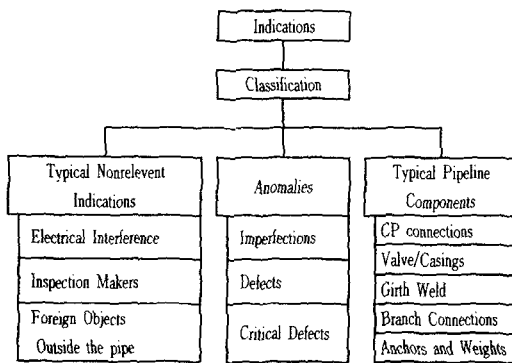 Indications
Classification
Typical Nonrelevent
Indications
Electrical Interference
Inspection Makers
Foreign Objects
Outside the pipe
Anomalies
Imperfections
Defects
Critical Defects
Typical Pipeline
Components
CP connections
Valve/Casings
Girth Weld
Branch Connections
Anchors and Weights